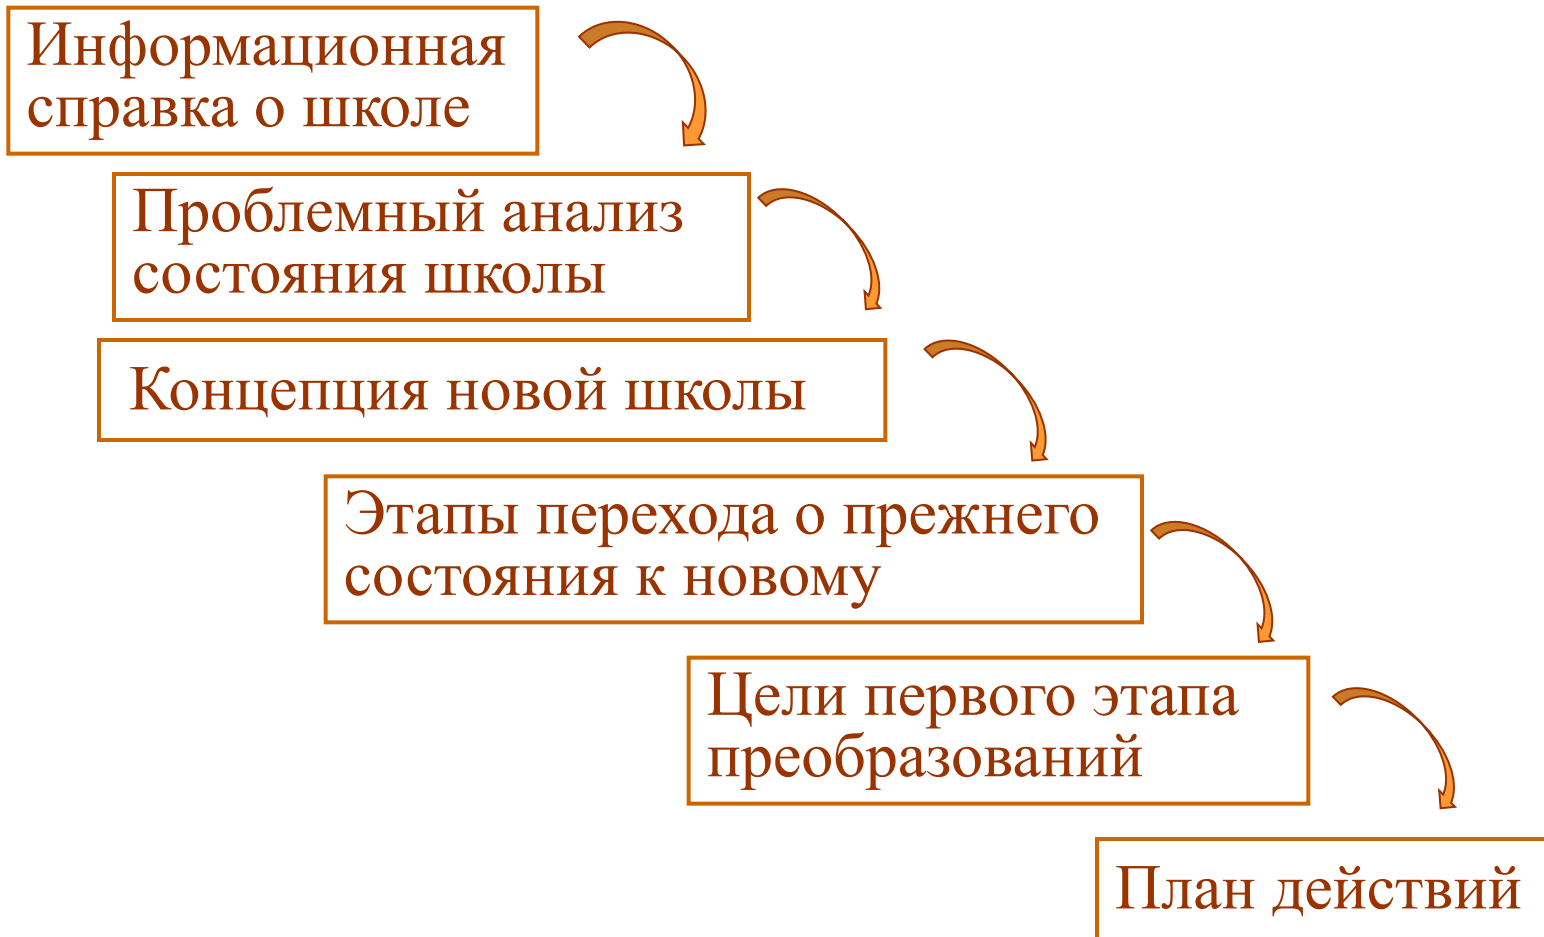 Информационная
справка о школе
Проблемный анализ
состояния школы
Концепция новой школы
Этапы перехода о прежнего
состояния к новому
Цели первого этапа
преобразований
План действий